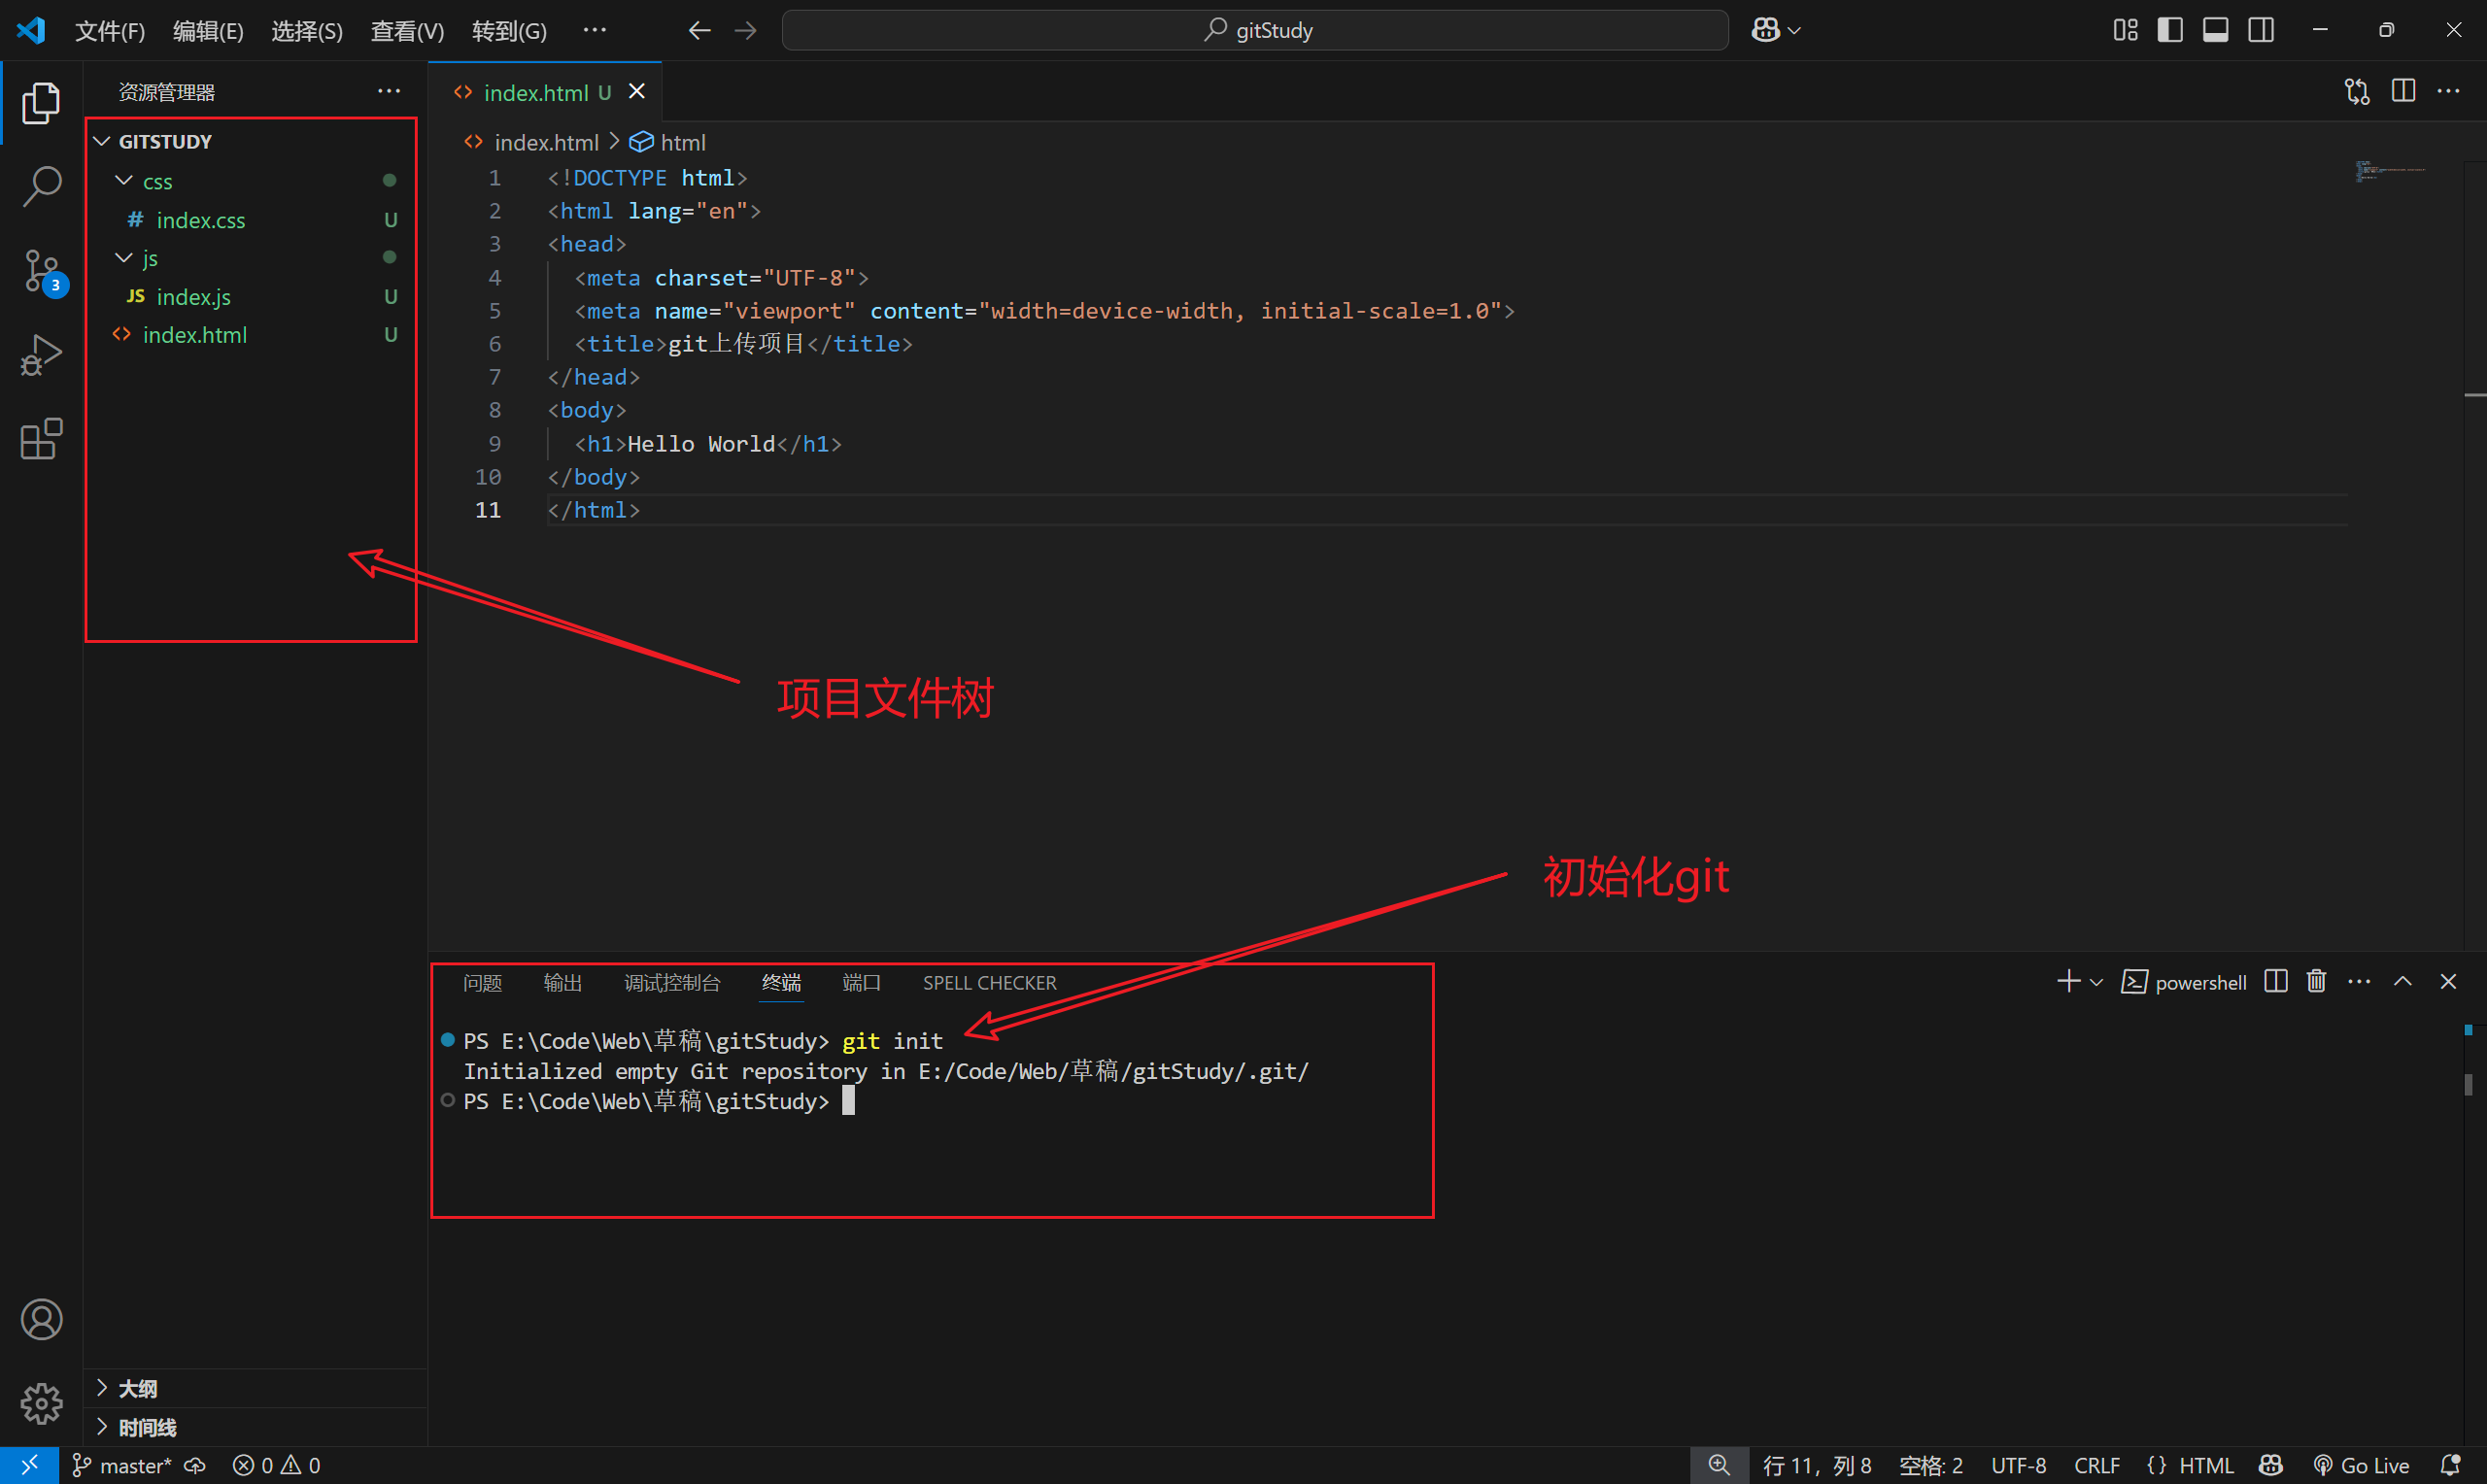 文件(F) 编辑(E) 选择(S) 查看(V) 转到(G) ··· gitStudy
资源管理器 ···
GITSTUDY
css
# index.css U
js
JS index.js U
<> index.html U
大纲
时间线
<> index.html U
<> index.html > html
1 <!DOCTYPE html>
2 <html lang="en">
3 <head>
4 <meta charset="UTF-8">
5 <meta name="viewport" content="width=device-width, initial-scale=1.0">
6 <title>git上传项目</title>
7 </head>
8 <body>
9 <h1>Hello World</h1>
10 </body>
11 </html>
项目文件树
初始化git
问题 输出 调试控制台 终端 端口 SPELL CHECKER powershell
PS E:\Code\Web\草稿\gitStudy> git init
Initialized empty Git repository in E:/Code/Web/草稿/gitStudy/.git/
PS E:\Code\Web\草稿\gitStudy>
3
master* 0 0 行 11，列 8 空格: 2 UTF-8 CRLF {} HTML Go Live